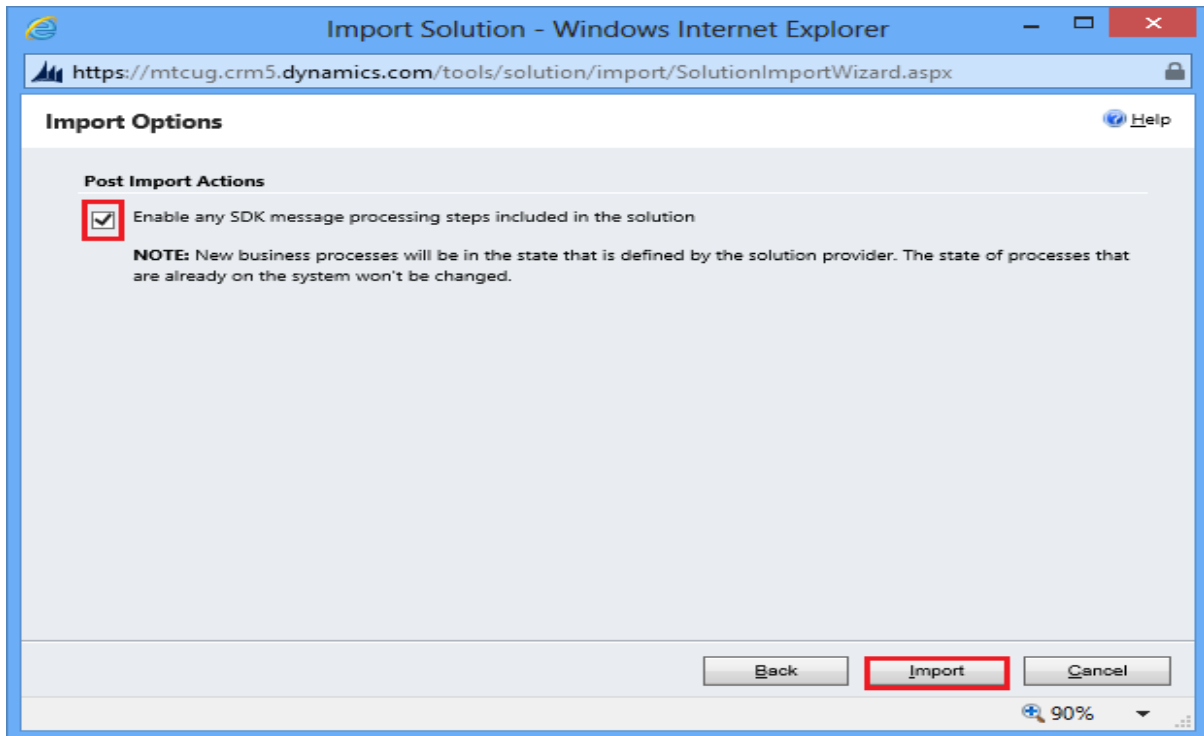 Import Solution - Windows Internet Explorer
https://mtcug.crm5.dynamics.com/tools/solution/import/SolutionImportWizard.aspx
Import Options
Help
Post Import Actions
Enable any SDK message processing steps included in the solution
NOTE: New business processes will be in the state that is defined by the solution provider. The state of processes that
are already on the system won't be changed.
Back
Import
Cancel
90%